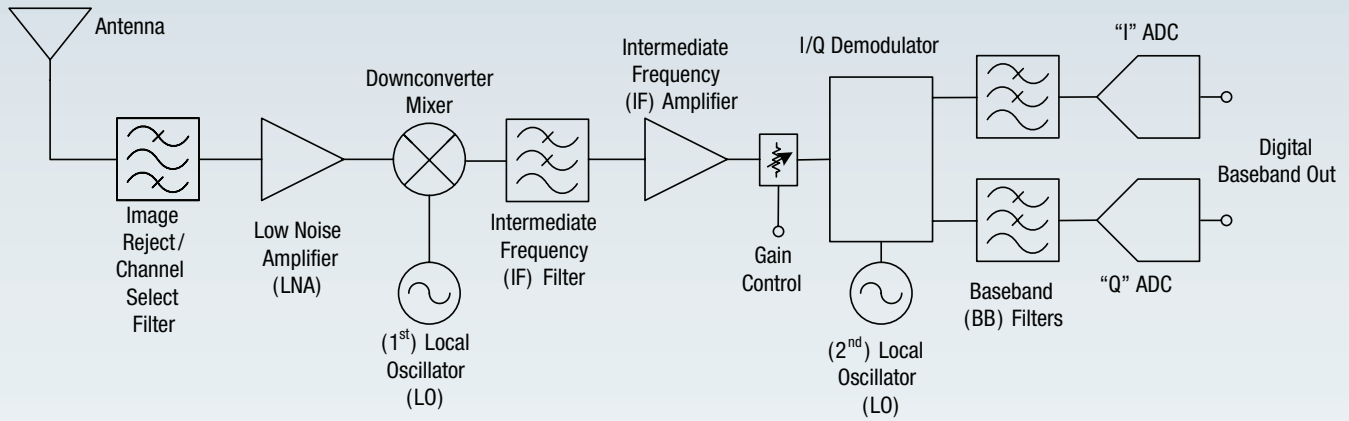 Antenna
Image
Reject/
Channel
Select
Filter
Low Noise
Amplifier
(LNA)
Downconverter
Mixer
(1st) Local
Oscillator
(LO)
Intermediate
Frequency
(IF) Filter
Intermediate
Frequency
(IF) Amplifier
Gain
Control
I/Q Demodulator
(2nd) Local
Oscillator
(LO)
Baseband
(BB) Filters
“I” ADC
“Q” ADC
Digital
Baseband Out